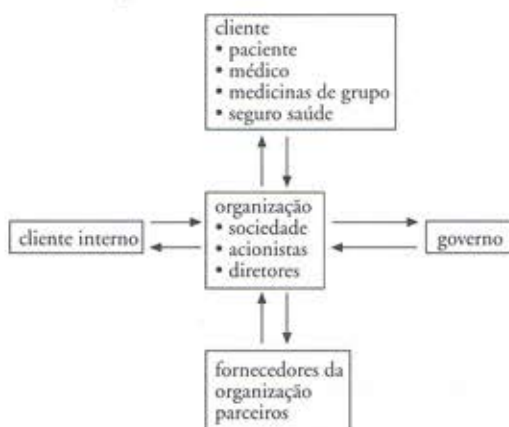 cliente
• paciente
• médico
• medicinas de grupo
• seguro saúde
organização
• sociedade
• acionistas
• diretores
cliente interno
governo
fornecedores da
organização
parceiros